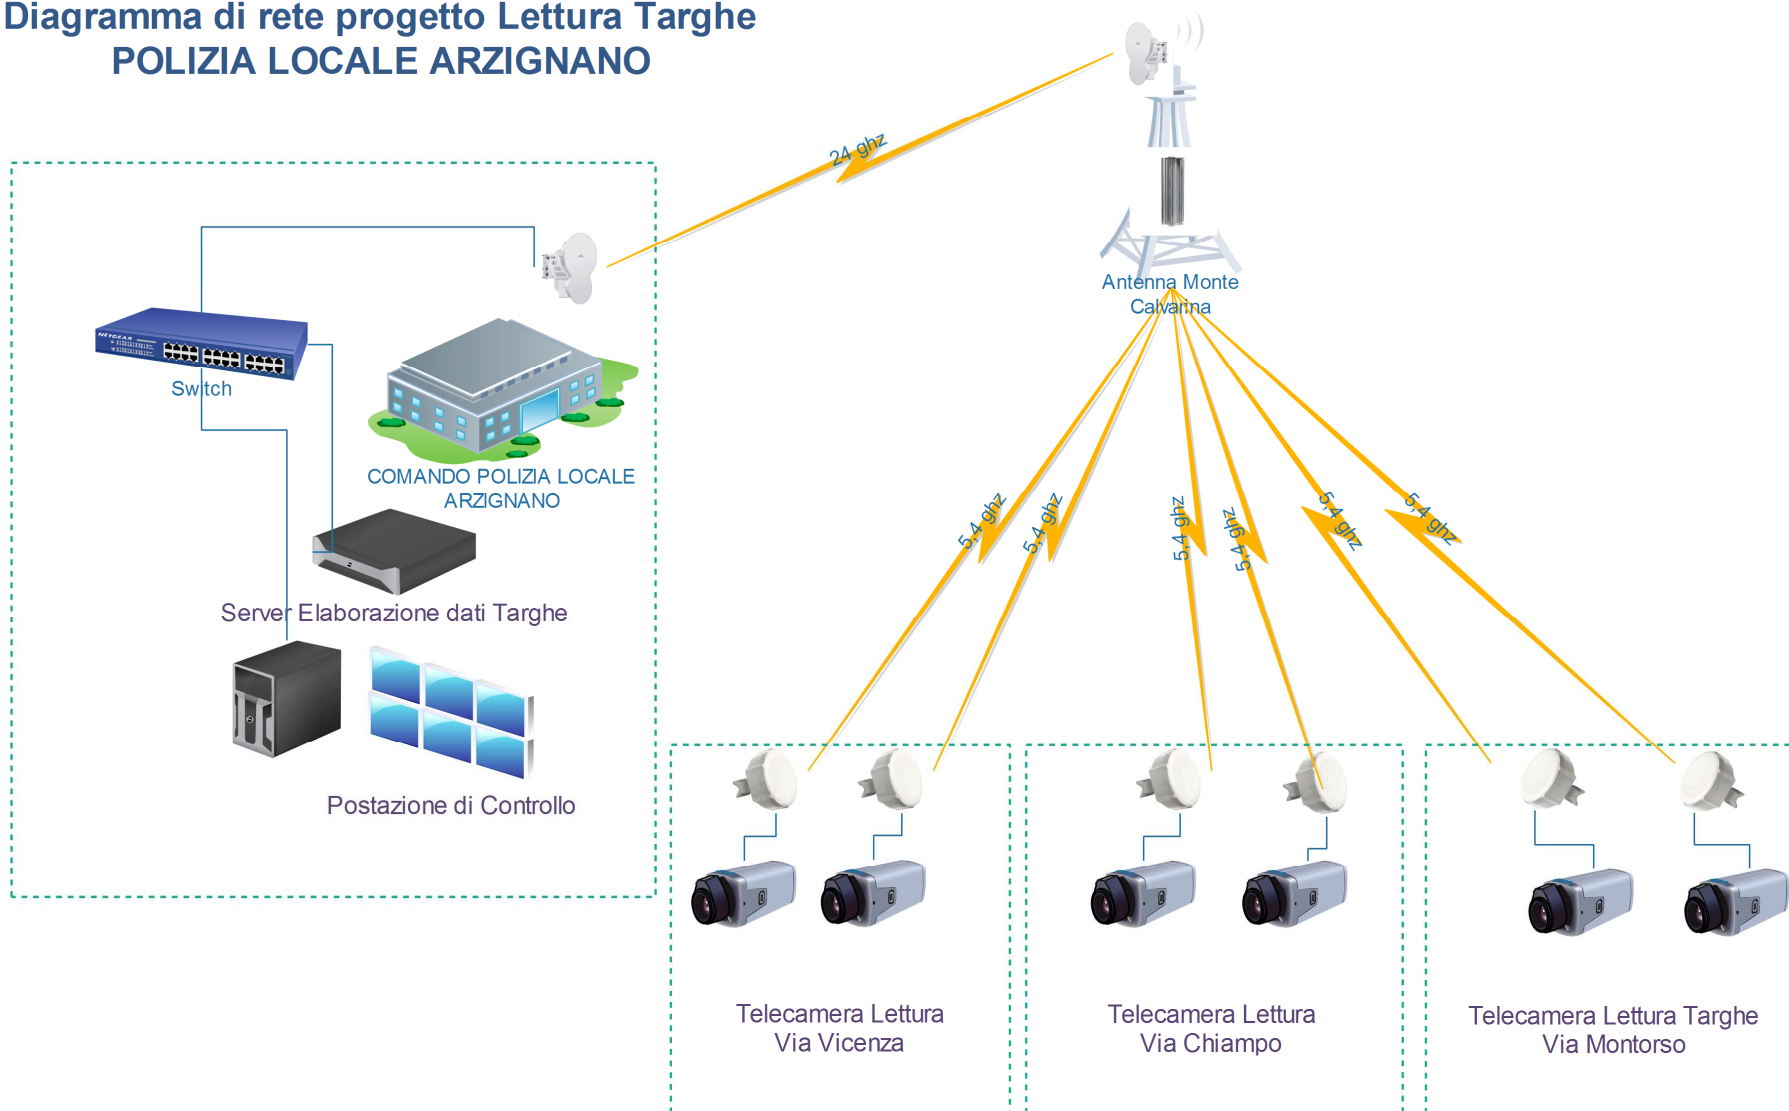 Diagramma di rete progetto Lettura Targhe
POLIZIA LOCALE ARZIGNANO
24 ghz
Antenna Monte
Calvarina
NETGEAR
Switch
COMANDO POLIZIA LOCALE
ARZIGNANO
Server Elaborazione dati Targhe
Postazione di Controllo
5,4 ghz
5,4 ghz
5,4 ghz
5,4 ghz
5,4 ghz
5,4 ghz
Telecamera Lettura
Via Vicenza
Telecamera Lettura
Via Chiampo
Telecamera Lettura Targhe
Via Montorso